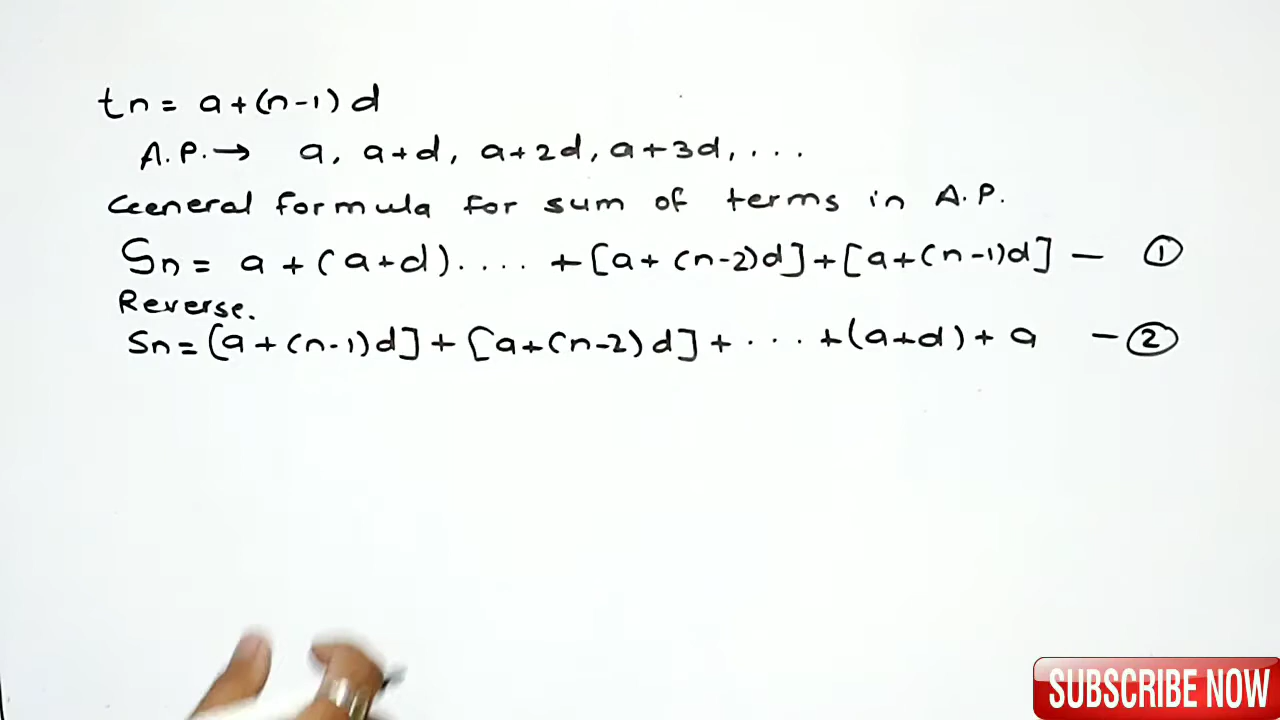 tn = a+(n-1)d
A.P. → a, a+d, a+2d, a+3d, ...
General formula for sum of terms in A.P.
Sn = a + (a+d).... + [a+(n-2)d]+[a+(n-1)d] — ①
Reverse.
Sn = [a+(n-1)d] + [a+(n-2)d] + ... +(a+d) + a — ②
SUBSCRIBE NOW